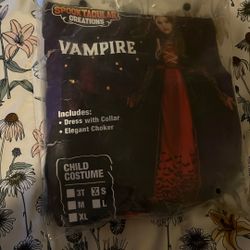 SPOOKTACULAR
CREATIONS
VAMPIRE
Includes:
• Dress with Collar
• Elegant Choker
CHILD
COSTUME
3T S
M L
XL